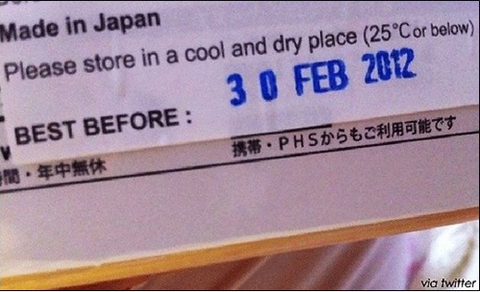 Made in Japan
Please store in a cool and dry place (25°C or below)
30 FEB 2012
BEST BEFORE :
携帯・PHSからもご利用可能です
間・年中無休
via twitter